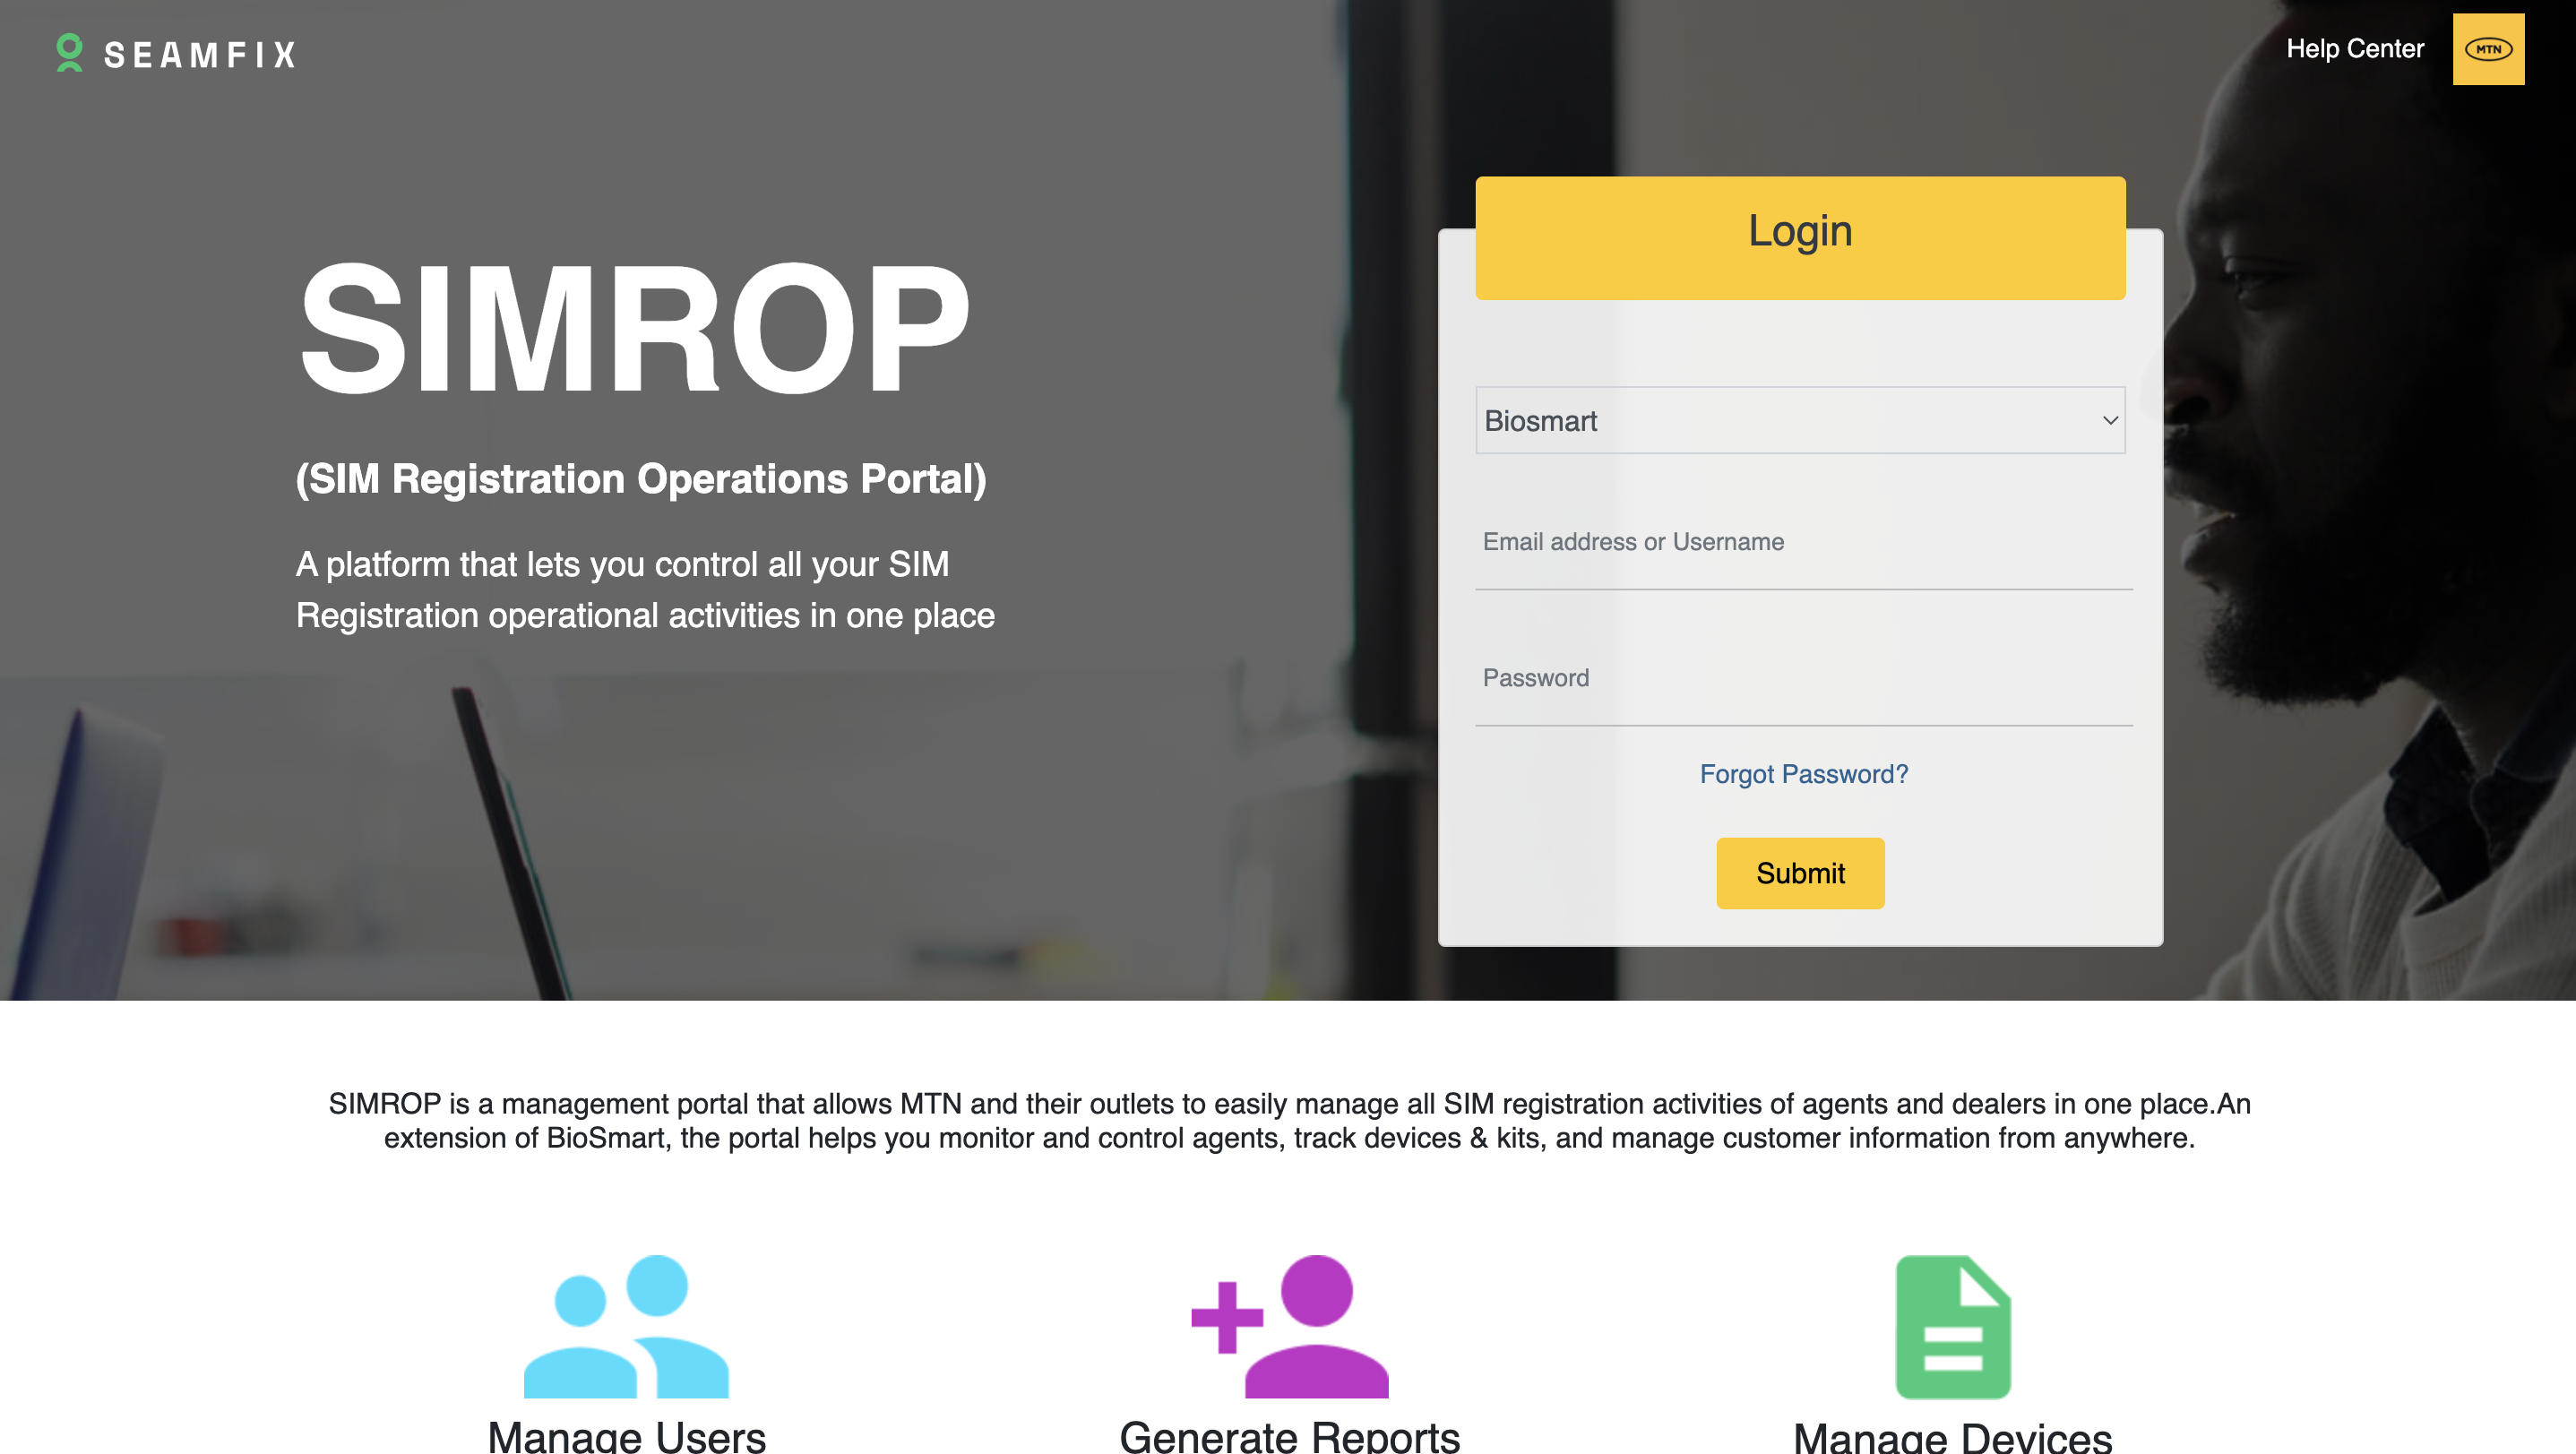 SEAMFIX
Help Center
MTN
SIMROP
(SIM Registration Operations Portal)
A platform that lets you control all your SIM
Registration operational activities in one place
Login
Biosmart
Email address or Username
Password
Forgot Password?
Submit
SIMROP is a management portal that allows MTN and their outlets to easily manage all SIM registration activities of agents and dealers in one place.An
extension of BioSmart, the portal helps you monitor and control agents, track devices & kits, and manage customer information from anywhere.
Manage Users
Generate Reports
Manage Devices